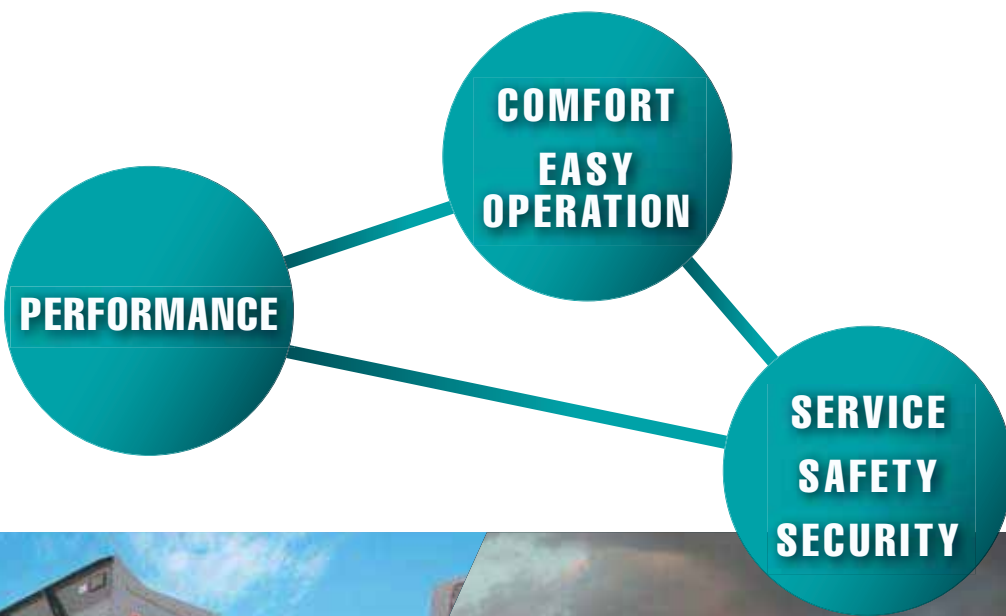 COMFORT
EASY
OPERATION
PERFORMANCE
SERVICE
SAFETY
SECURITY